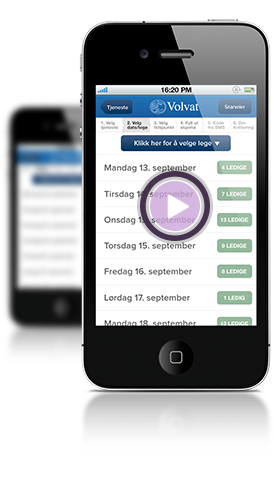 16:20 PM
Tjeneste
Volvat
Snarveier
1. Velg tjeneste
2. Velg dato/lege
3. Velg tidspunkt
4. Fyll ut skjema
5. Kode fra SMS
6. Din
Klikk her for å velge lege
Mandag 13. september
4 LEDIGE
Tirsdag 14. september
7 LEDIGE
Onsdag 15. september
13 LEDIGE
Torsdag 15. september
9 LEDIGE
Fredag 16. september
8 LEDIGE
Lørdag 17. september
1 LEDIG
Mandag 18. september
12 LEDIGE